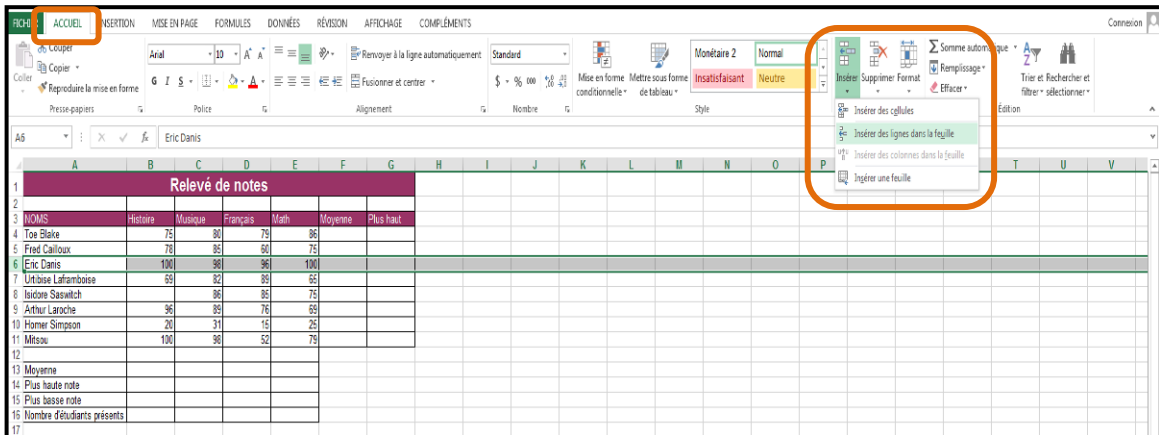 FICHI ACCUEIL INSERTION MISE EN PAGE FORMULES DONNÉES RÉVISION AFFICHAGE COMPLÉMENTS Connexion
Couper
Copier
Reproduire la mise en forme
Coller
Presse-papiers
Arial 10
G I S
Police
Renvoyer à la ligne automatiquement
Fusionner et centrer
Alignement
Standard
$ % 000
Nombre
Mise en forme conditionnelle
Mettre sous forme de tableau
Monétaire 2 Normal
Insatisfaisant Neutre
Style
Insérer Supprimer Format
Somme automatique
Remplissage
Effacer
Trier et filtrer
Rechercher et sélectionner
Édition
Insérer des cellules
Insérer des lignes dans la feuille
Insérer des colonnes dans la feuille
Insérer une feuille
A6 fx Eric Danis
A B C D E F G H I J K L M N O P T U V
1 Relevé de notes
2
3 NOMS Histoire Musique Français Math Moyenne Plus haut
4 Toe Blake 75 80 79 86
5 Fred Cailloux 78 85 60 75
6 Eric Danis 100 98 96 100
7 Urtibise Laframboise 69 82 89 65
8 Isidore Saswitch 86 85 75
9 Arthur Laroche 96 89 76 69
10 Homer Simpson 20 31 15 25
11 Mitsou 100 98 52 79
12
13 Moyenne
14 Plus haute note
15 Plus basse note
16 Nombre d'étudiants présents
17